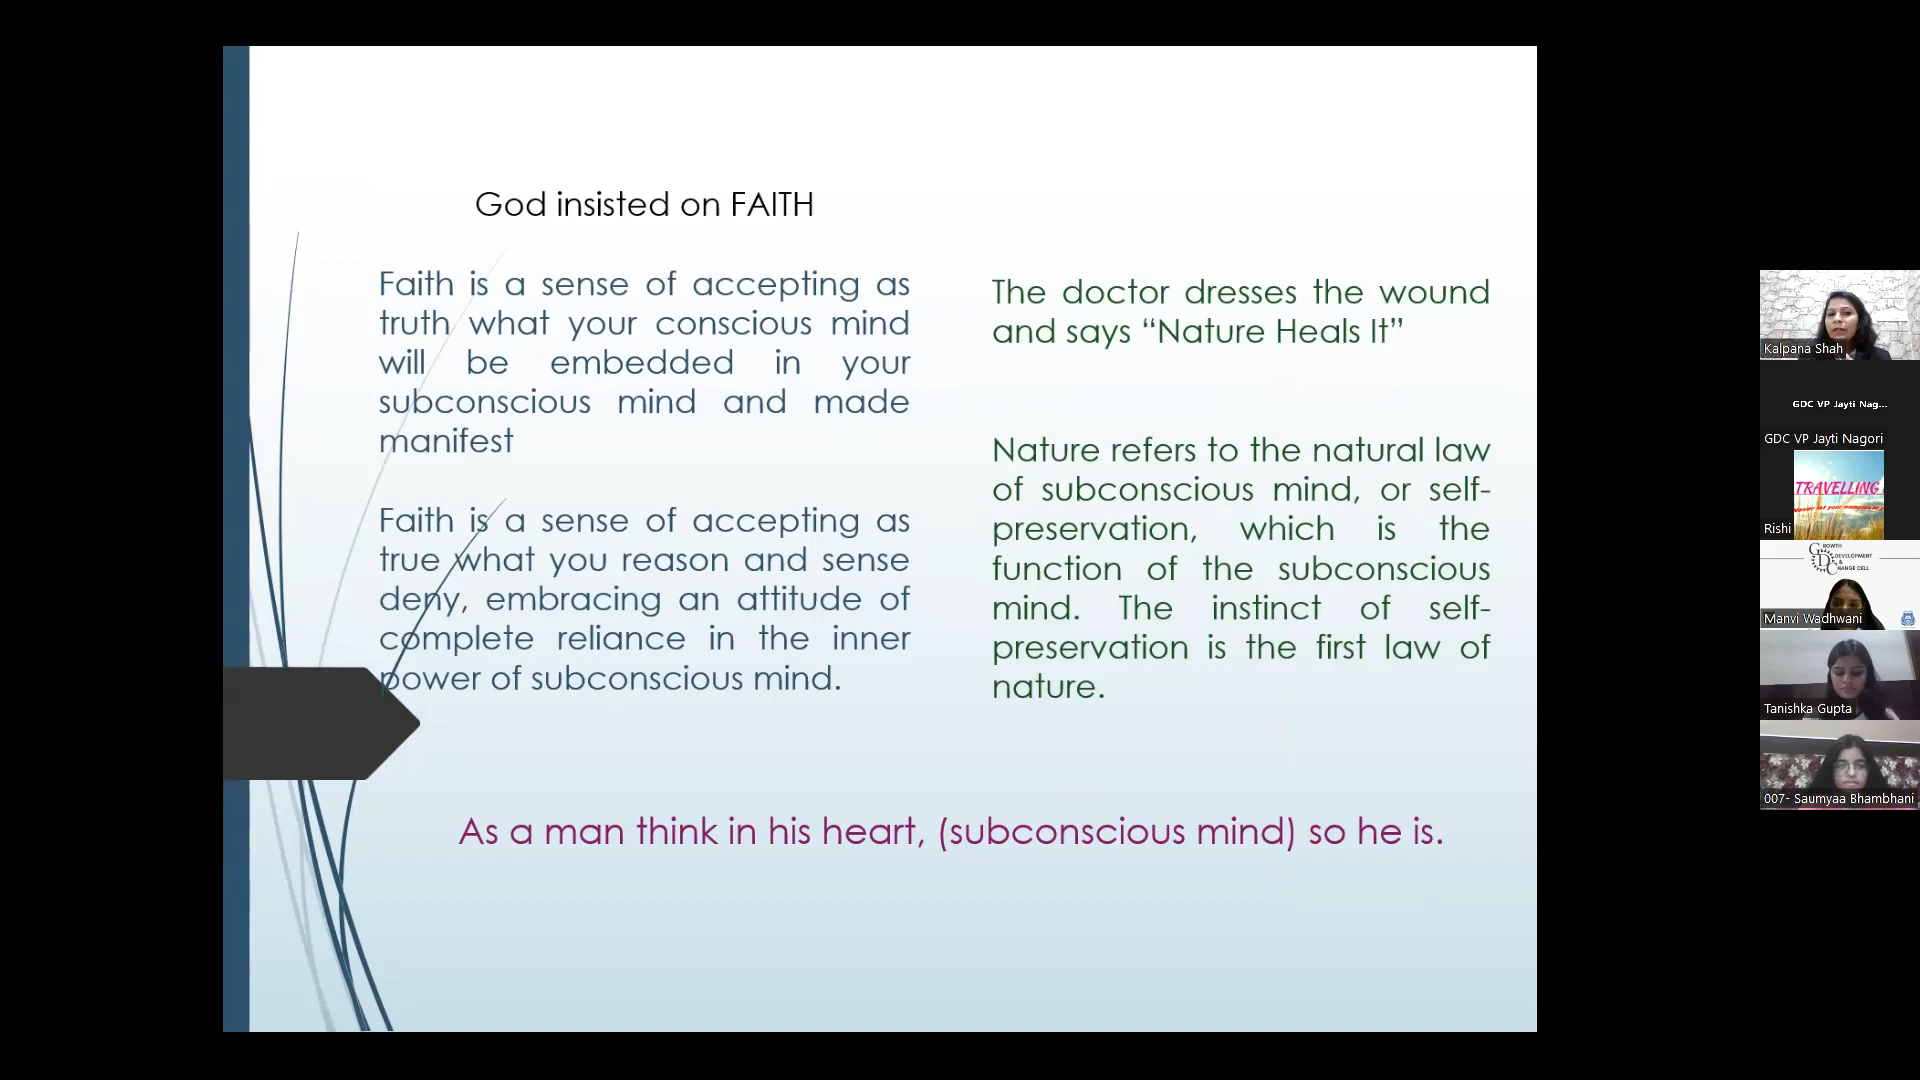 God insisted on FAITH
Faith is a sense of accepting as
truth what your conscious mind
will be embedded in your
subconscious mind and made
manifest
Faith is a sense of accepting as
true what you reason and sense
deny, embracing an attitude of
complete reliance in the inner
power of subconscious mind.
The doctor dresses the wound
and says “Nature Heals It”
Nature refers to the natural law
of subconscious mind, or self-
preservation, which is the
function of the subconscious
mind. The instinct of self-
preservation is the first law of
nature.
As a man think in his heart, (subconscious mind) so he is.
Kalpana Shah
GDC VP Jayti Nag...
GDC VP Jayti Nagori
TRAVELLING
Rishi
GROWTH
DEVELOPMENT
&
CHANGE CELL
Manvi Wadhwani
Tanishka Gupta
007- Saumyaa Bhambhani